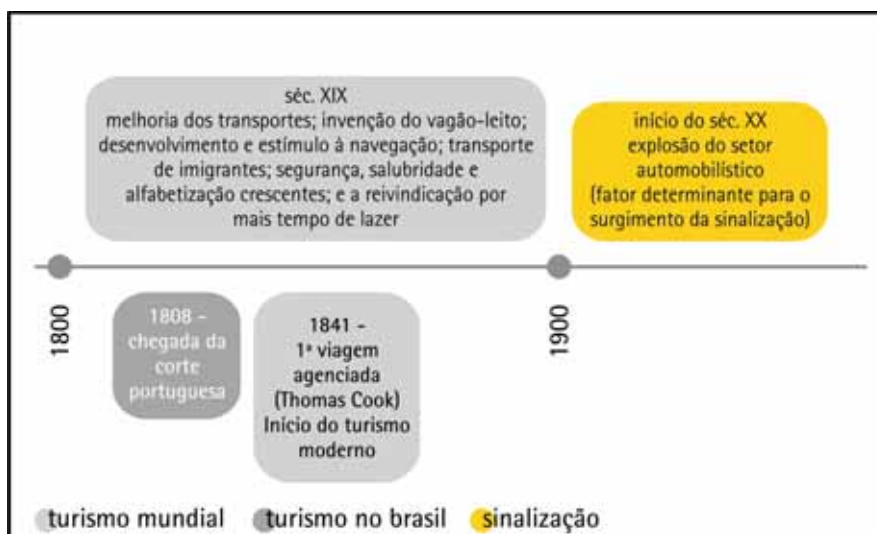 séc. XIX
melhoria dos transportes; invenção do vagão-leito;
desenvolvimento e estímulo à navegação; transporte
de imigrantes; segurança, salubridade e
alfabetização crescentes; e a reivindicação por
mais tempo de lazer
início do séc. XX
explosão do setor
automobilístico
(fator determinante para o
surgimento da sinalização)
1800
1900
1808 -
chegada da
corte
portuguesa
1841 -
1ª viagem
agenciada
(Thomas Cook)
Início do turismo
moderno
turismo mundial
turismo no brasil
sinalização